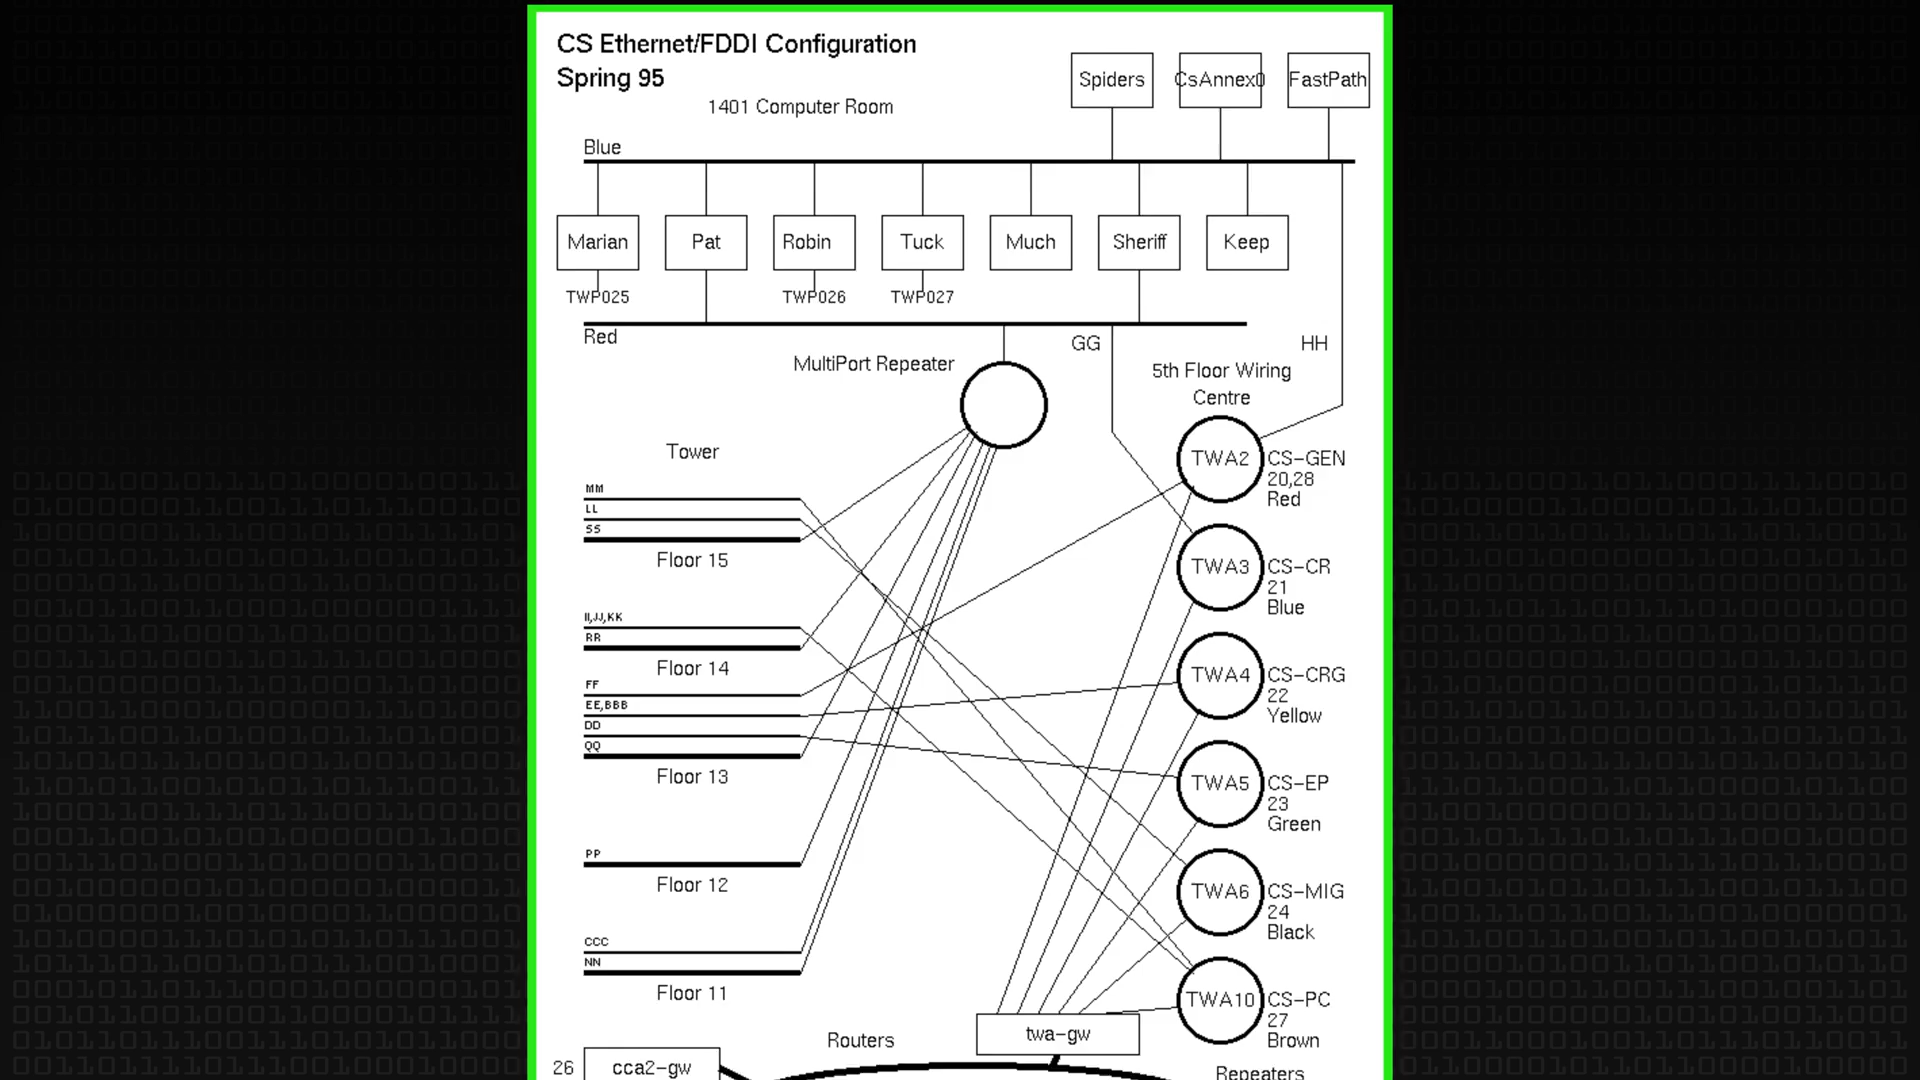 CS Ethernet/FDDI Configuration
Spring 95
1401 Computer Room
Spiders
CsAnnex0
FastPath
Blue
Marian
Pat
Robin
Tuck
Much
Sheriff
Keep
TWP025
TWP026
TWP027
Red
GG
HH
MultiPort Repeater
5th Floor Wiring
Centre
Tower
MM
LL
SS
Floor 15
II,JJ,KK
RR
Floor 14
FF
EE,BBB
DD
QQ
Floor 13
PP
Floor 12
CCC
NN
Floor 11
TWA2
CS-GEN
20,28
Red
TWA3
CS-CR
21
Blue
TWA4
CS-CRG
22
Yellow
TWA5
CS-EP
23
Green
TWA6
CS-MIG
24
Black
TWA10
CS-PC
27
Brown
Routers
twa-gw
26
cca2-gw
Repeaters